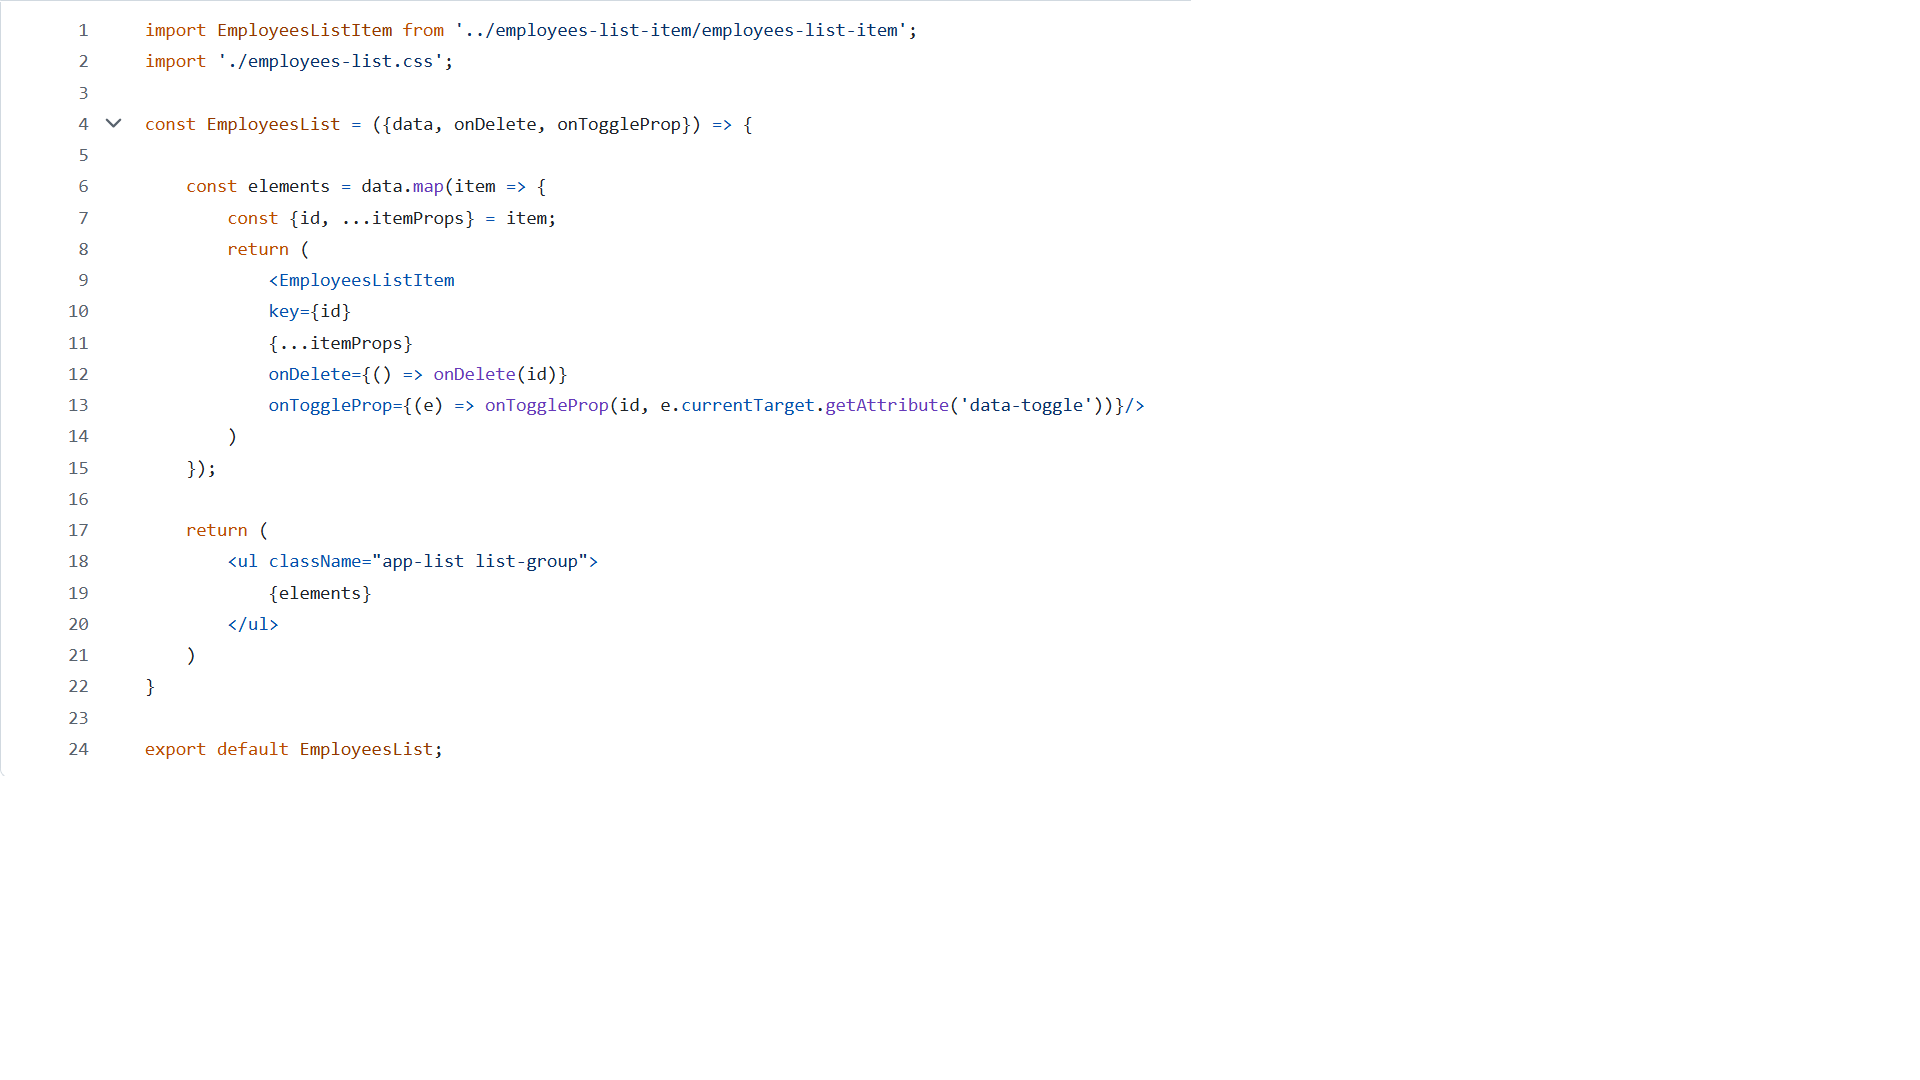 1 import EmployeesListItem from '../employees-list-item/employees-list-item';
2 import './employees-list.css';
3
4 const EmployeesList = ({data, onDelete, onToggleProp}) => {
5
6 const elements = data.map(item => {
7 const {id, ...itemProps} = item;
8 return (
9 <EmployeesListItem
10 key={id}
11 {...itemProps}
12 onDelete={() => onDelete(id)}
13 onToggleProp={(e) => onToggleProp(id, e.currentTarget.getAttribute('data-toggle'))}/>
14 )
15 });
16
17 return (
18 <ul className="app-list list-group">
19 {elements}
20 </ul>
21 )
22 }
23
24 export default EmployeesList;